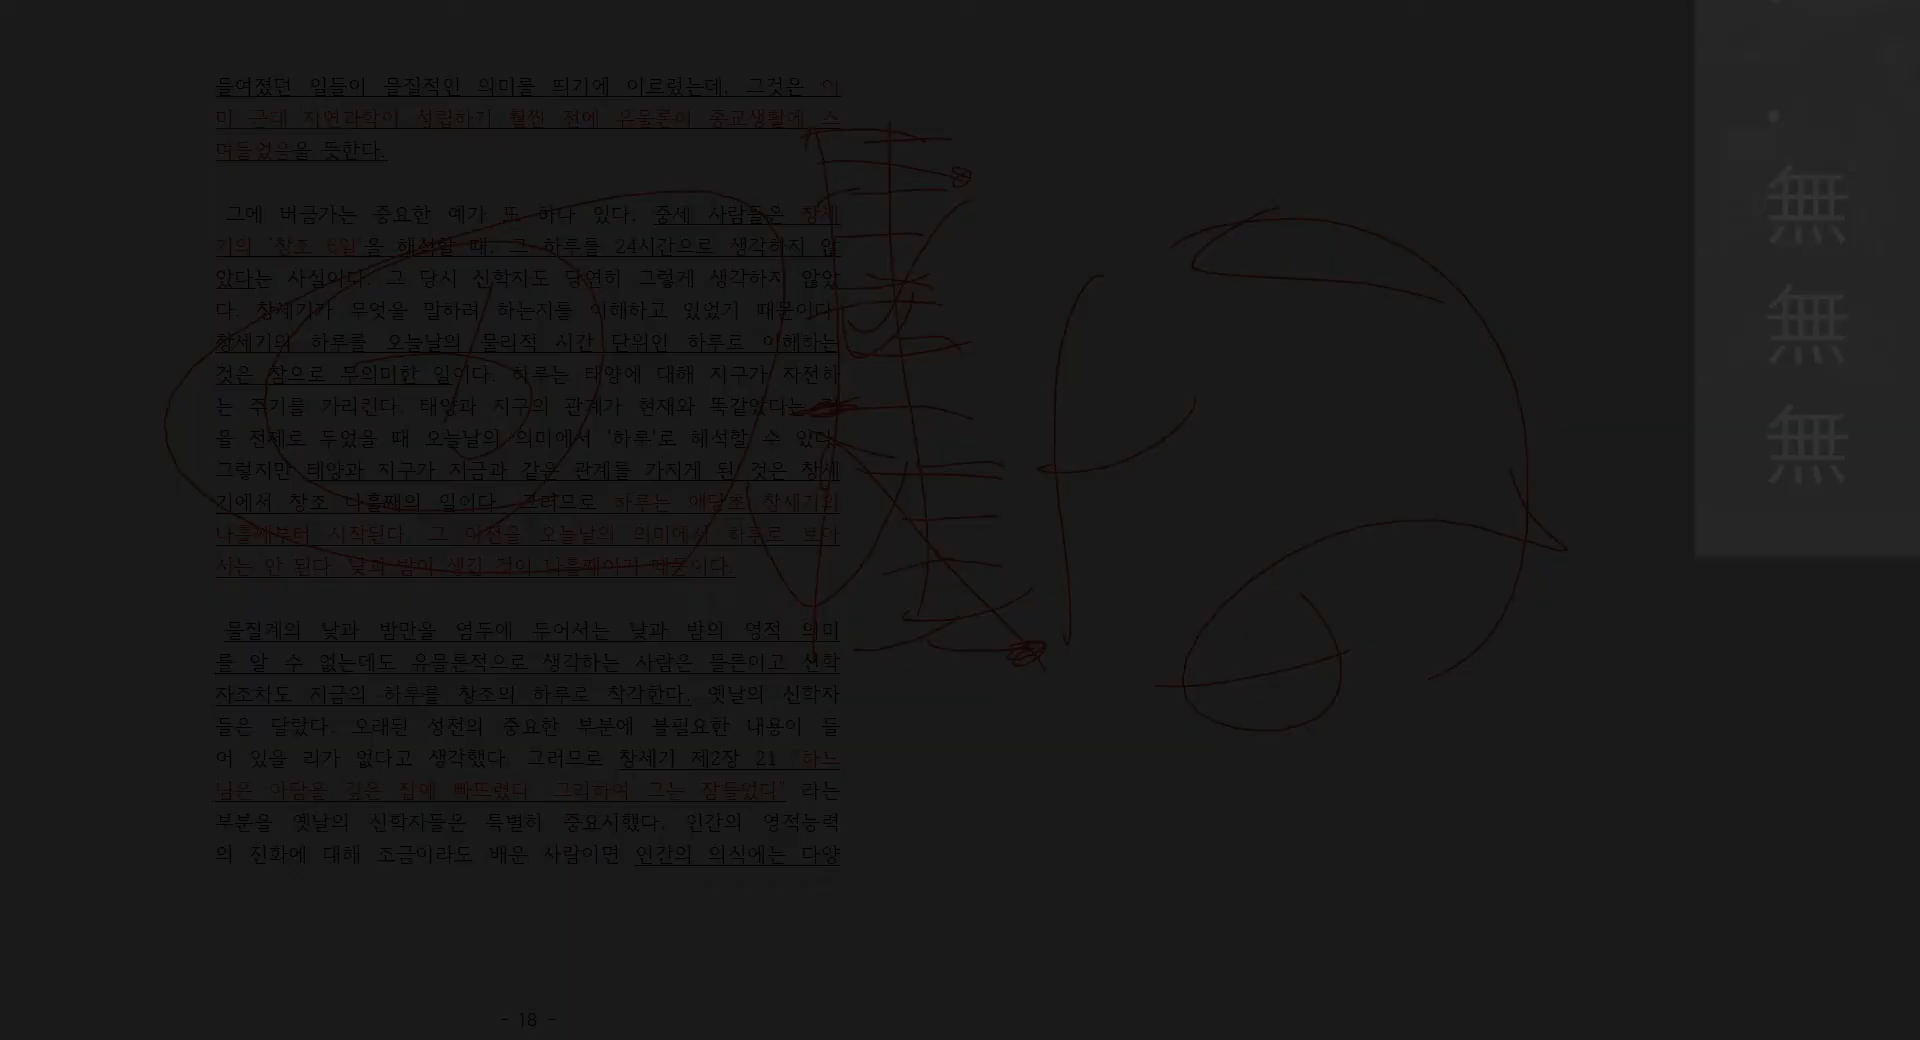 들여졌던 일들이 물질적인 의미를 띄기에 이르렀는데, 그것은 이
미 근대 자연과학이 성립하기 훨씬 전에 유물론이 종교생활에 스
며들었음을 뜻한다.
그에 버금가는 중요한 예가 또 하나 있다. 중세 사람들은 창세
기의 '창조 6일'을 해석할 때, 그 하루를 24시간으로 생각하지 않
았다는 사실이다. 그 당시 신학자도 당연히 그렇게 생각하지 않았
다. 창세기가 무엇을 말하려 하는지를 이해하고 있었기 때문이다.
창세기의 하루를 오늘날의 물리적 시간 단위인 하루로 이해하는
것은 참으로 무의미한 일이다. 하루는 태양에 대해 지구가 자전하
는 주기를 가리킨다. 태양과 지구의 관계가 현재와 똑같았다는 것
을 전제로 두었을 때 오늘날의 의미에서 '하루'로 해석할 수 있다.
그렇지만 태양과 지구가 지금과 같은 관계를 가지게 된 것은 창세
기에서 창조 나흘째의 일이다. 그러므로 하루는 애당초 창세기의
나흘째부터 시작된다. 그 이전을 오늘날의 의미에서 하루로 보아
서는 안 된다. 낮과 밤이 생긴 것이 나흘째이기 때문이다.
물질계의 낮과 밤만을 염두에 두어서는 낮과 밤의 영적 의미
를 알 수 없는데도 유물론적으로 생각하는 사람은 물론이고 신학
자조차도 지금의 하루를 창조의 하루로 착각한다. 옛날의 신학자
들은 달랐다. 오래된 성전의 중요한 부분에 불필요한 내용이 들
어 있을 리가 없다고 생각했다. 그러므로 창세기 제2장 21 "하느
님은 아담을 깊은 잠에 빠뜨렸다. 그리하여 그는 잠들었다" 라는
부분을 옛날의 신학자들은 특별히 중요시했다. 인간의 영적능력
의 진화에 대해 조금이라도 배운 사람이면 인간의 의식에는 다양
- 18 -
無
無
無